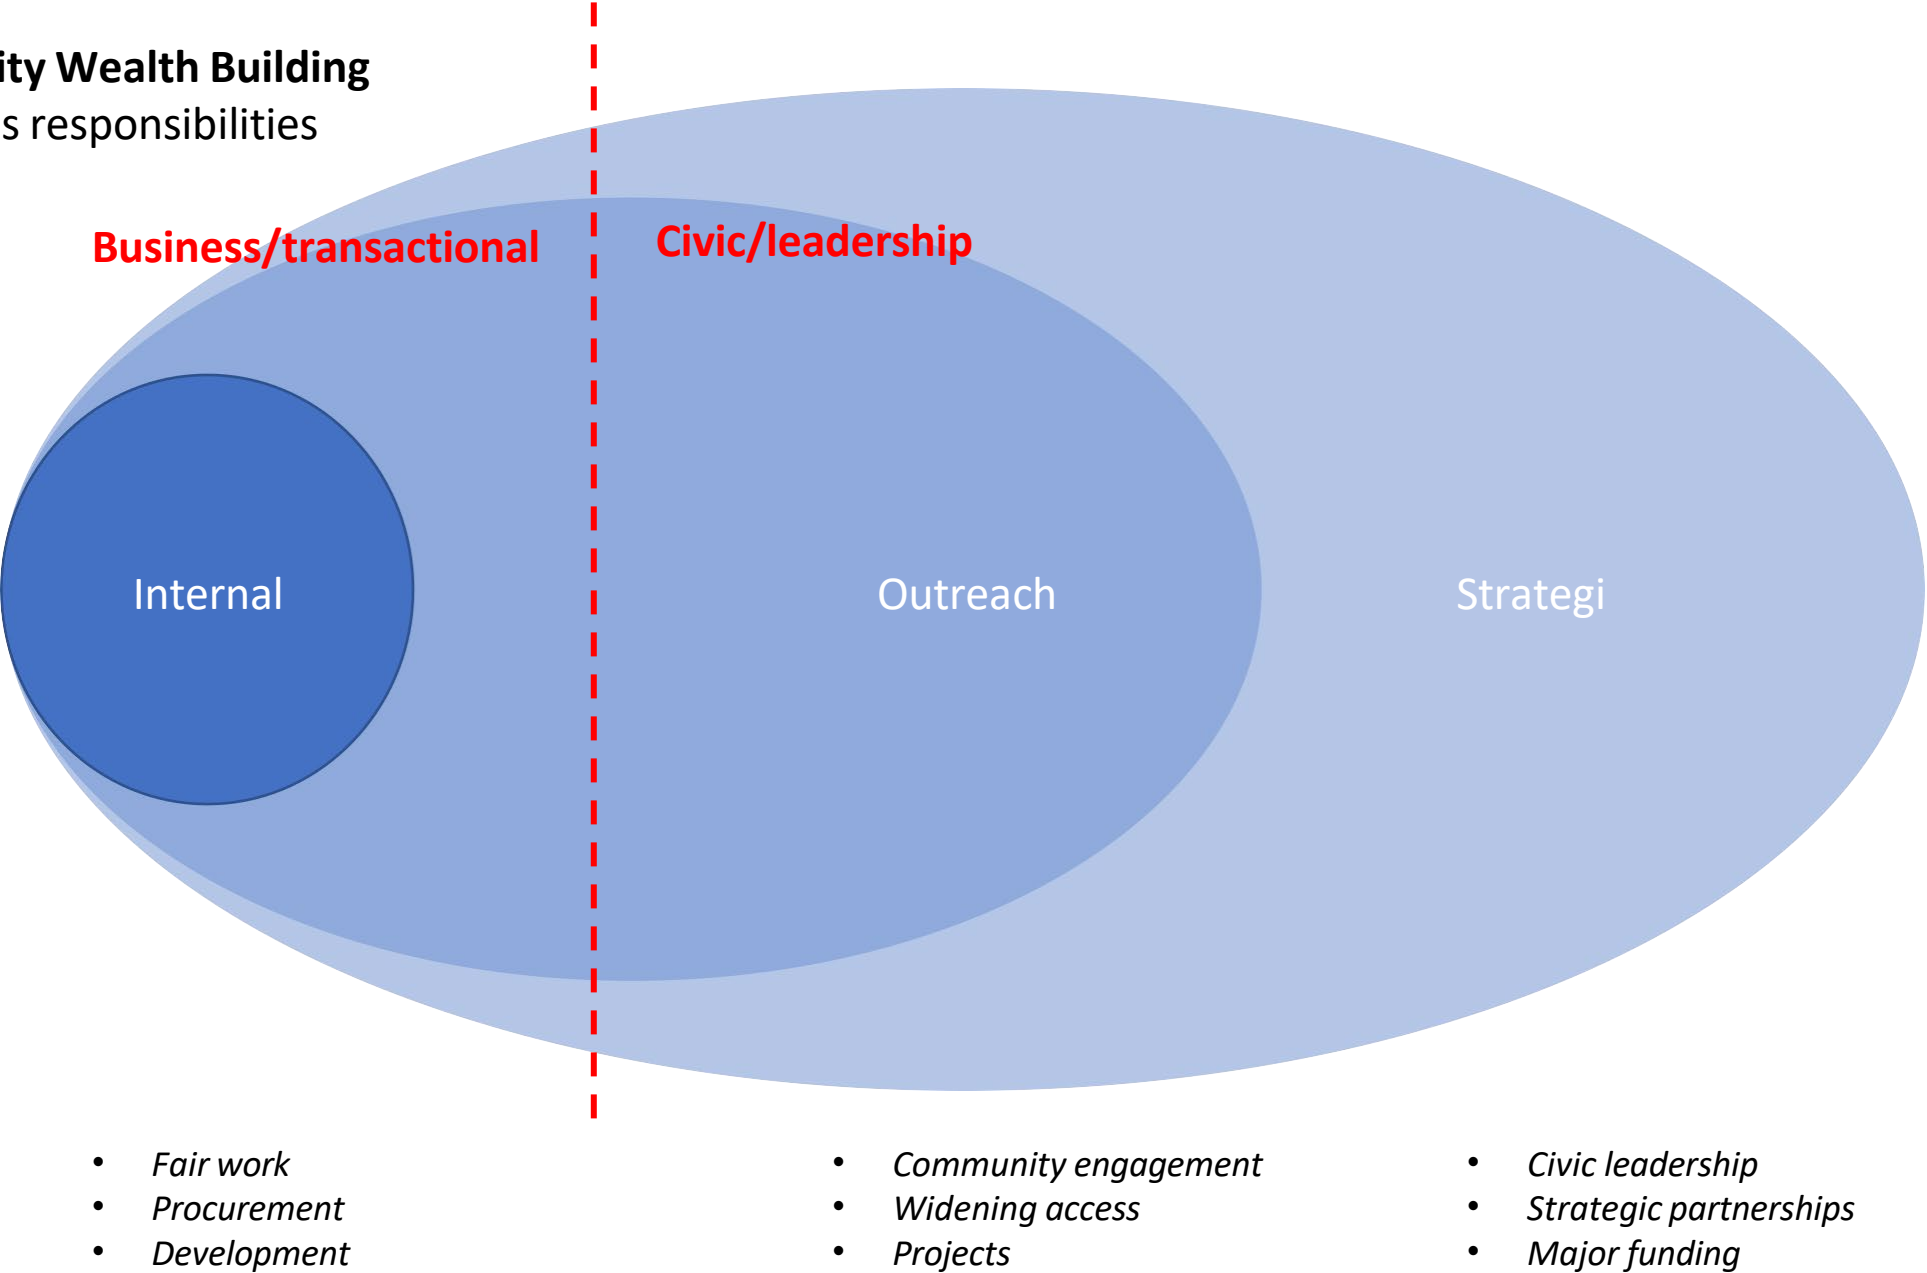 ity Wealth Building
s responsibilities
Business/transactional
Civic/leadership
Internal
Outreach
Strategi
• Fair work
• Procurement
• Development
• Community engagement
• Widening access
• Projects
• Civic leadership
• Strategic partnerships
• Major funding